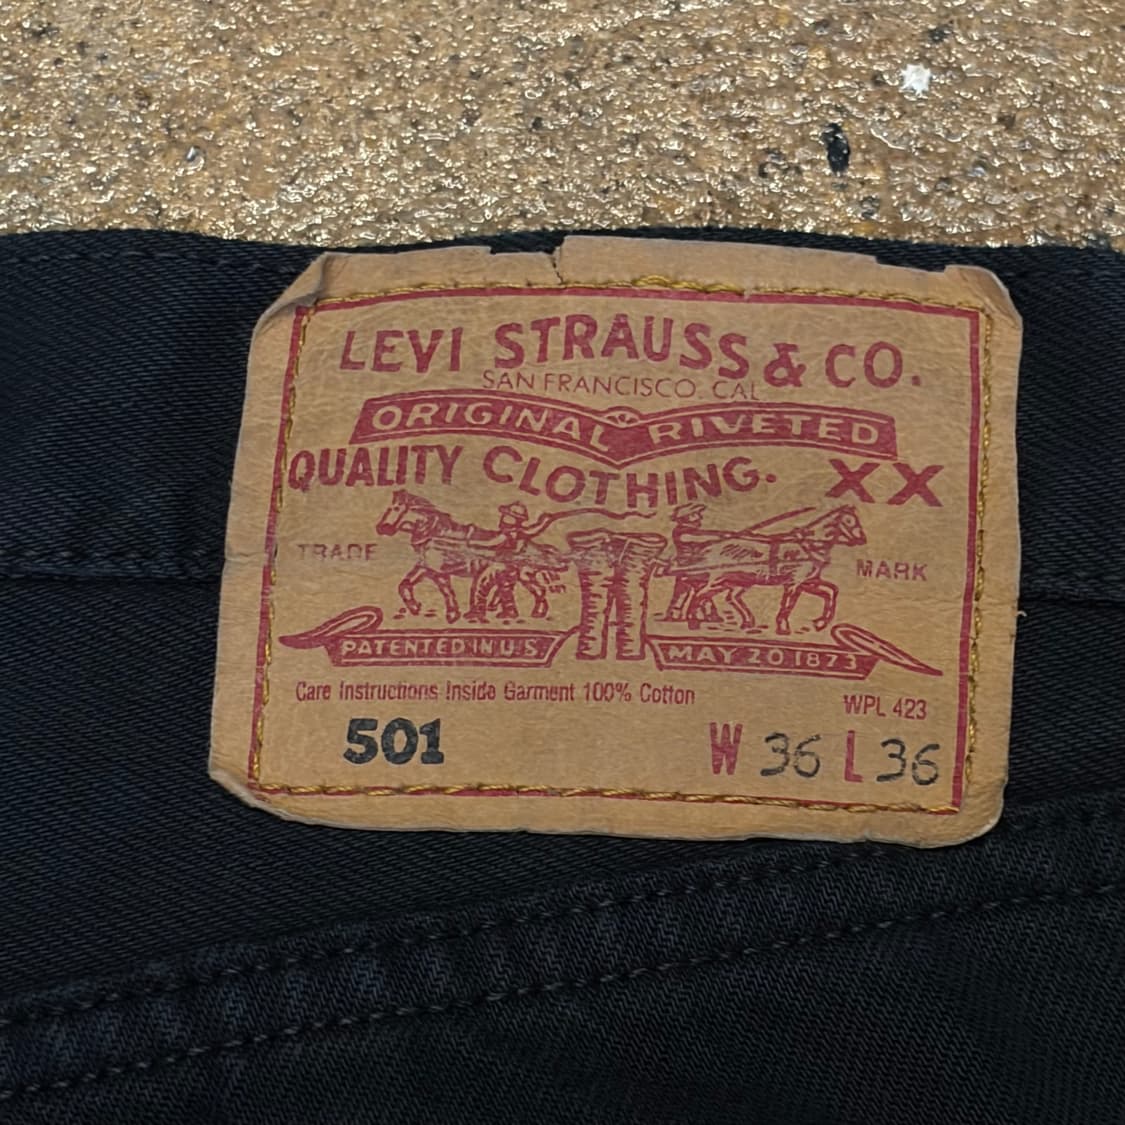 LEVI STRAUSS & CO.
SAN FRANCISCO, CAL
ORIGINAL RIVETED
QUALITY CLOTHING. XX
TRADE MARK
PATENTED IN U.S. MAY 20 1873
Care Instructions Inside Garment 100% Cotton WPL 423
501 W 36 L 36